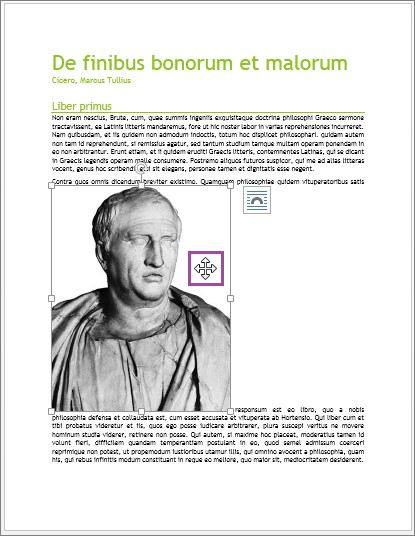 De finibus bonorum et malorum
Cicero, Marcus Tullius
Liber primus
Non eram nescius, Brute, cum, quae summis ingeniis exquisitaque doctrina philosophi Graeco sermone
tractavissent, ea Latinis litteris mandaremus, fore ut hic noster labor in varias reprehensiones incurreret.
Nam quibusdam, et iis quidem non admodum indoctis, totum hoc displicet philosophari. quidam autem
non tam id reprehendunt, si remissius agatur, sed tantum studium tamque multam operam ponendam in
eo non arbitrantur. Erunt etiam, et ii quidem eruditi Graecis litteris, contemnentes Latinas, qui se dicant
in Graecis legendis operam malle consumere. Postremo aliquos futuros suspicor, qui me ad alias litteras
vocent, genus hoc scribendi, etsi sit elegans, personae tamen et dignitatis esse negent.
Contra quos omnis dicendum breviter existimo. Quamquam philosophiae quidem vituperatoribus satis
responsum est eo libro, quo a nobis
philosophia defensa et collaudata est, cum esset accusata et vituperata ab Hortensio. Qui liber cum et
tibi probatus videretur et iis, quos ego posse iudicare arbitrarer, plura suscepi veritus ne movere
hominum studia viderer, retinere non posse. Qui autem, si maxime hoc placeat, moderatius tamen id
volunt fieri, difficilem quandam temperantiam postulant in eo, quod semel admissum coerceri
reprimique non potest, ut propemodum iustioribus utamur illis, qui omnino avocent a philosophia, quam
his, qui rebus infinitis modum constituant in reque eo meliore, quo maior sit, mediocritatem desiderent.